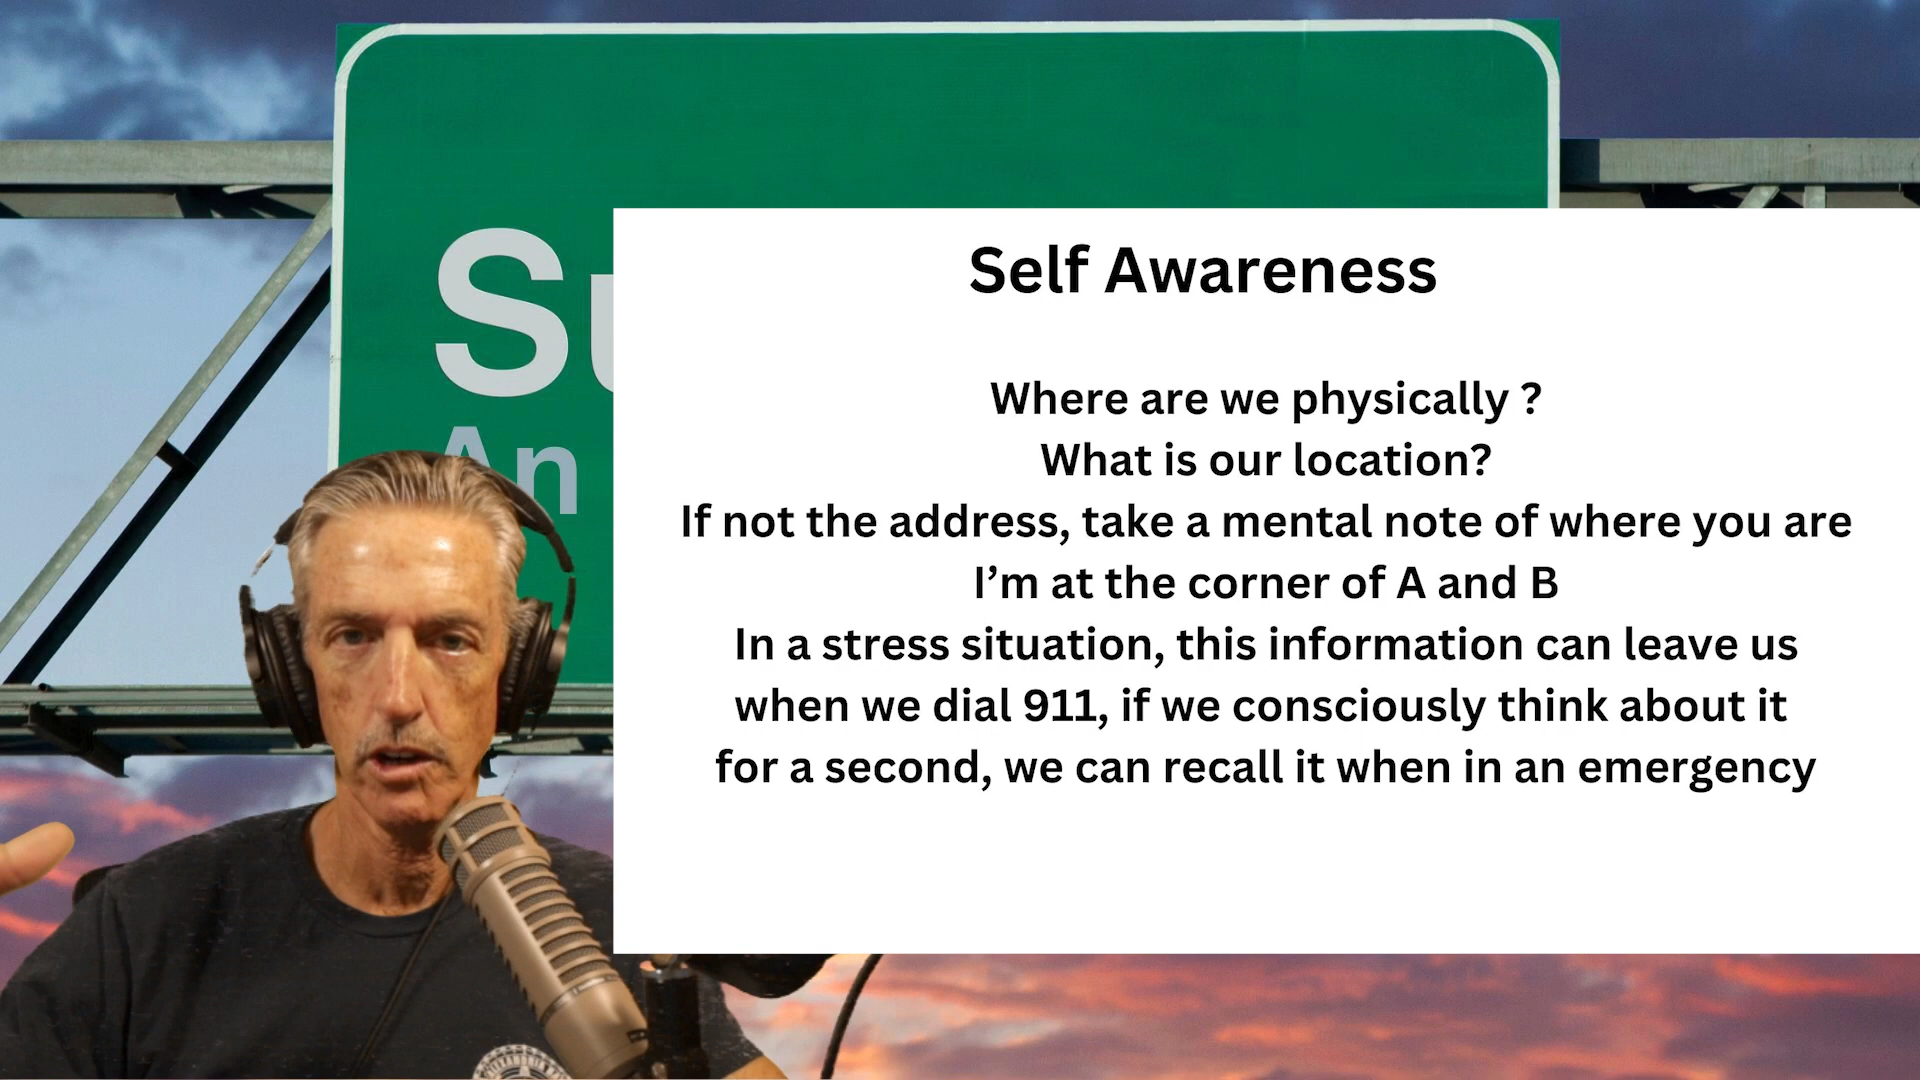 Su
An
Self Awareness
Where are we physically ?
What is our location?
If not the address, take a mental note of where you are
I’m at the corner of A and B
In a stress situation, this information can leave us
when we dial 911, if we consciously think about it
for a second, we can recall it when in an emergency